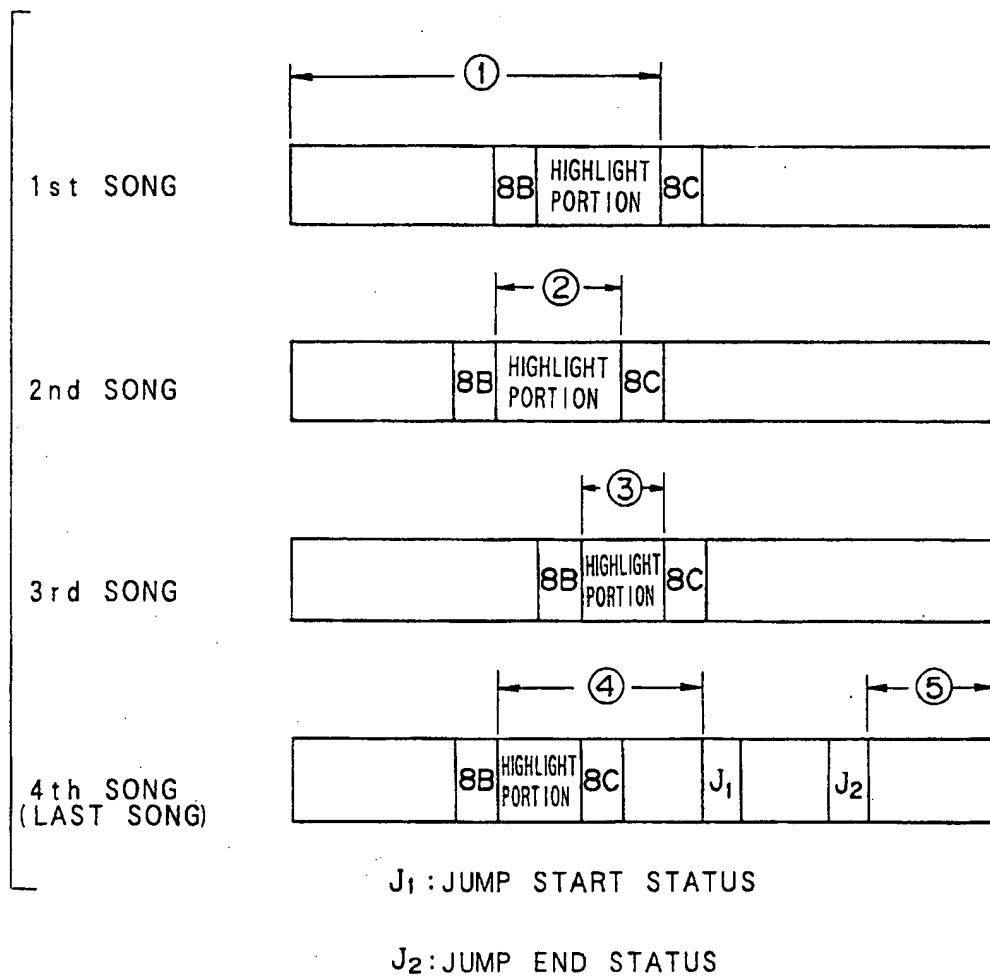 ①
1st SONG
8B HIGHLIGHT PORTION 8C
②
2nd SONG
8B HIGHLIGHT PORTION 8C
③
3rd SONG
8B HIGHLIGHT PORTION 8C
④ ⑤
4th SONG
(LAST SONG)
8B HIGHLIGHT PORTION 8C J1 J2
J1:JUMP START STATUS
J2:JUMP END STATUS